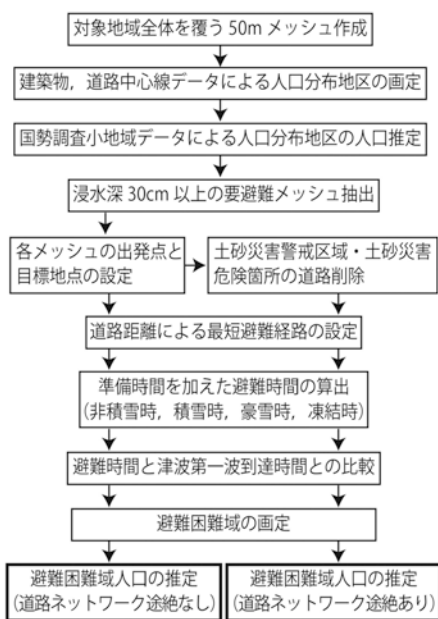 対象地域全体を覆う 50m メッシュ作成
建築物，道路中心線データによる人口分布地区の画定
国勢調査小地域データによる人口分布地区の人口推定
浸水深 30cm 以上の要避難メッシュ抽出
各メッシュの出発点と
目標地点の設定
土砂災害警戒区域・土砂災害
危険箇所の道路削除
道路距離による最短避難経路の設定
準備時間を加えた避難時間の算出
（非積雪時，積雪時，豪雪時，凍結時）
避難時間と津波第一波到達時間との比較
避難困難域の画定
避難困難域人口の推定
（道路ネットワーク途絶なし）
避難困難域人口の推定
（道路ネットワーク途絶あり）